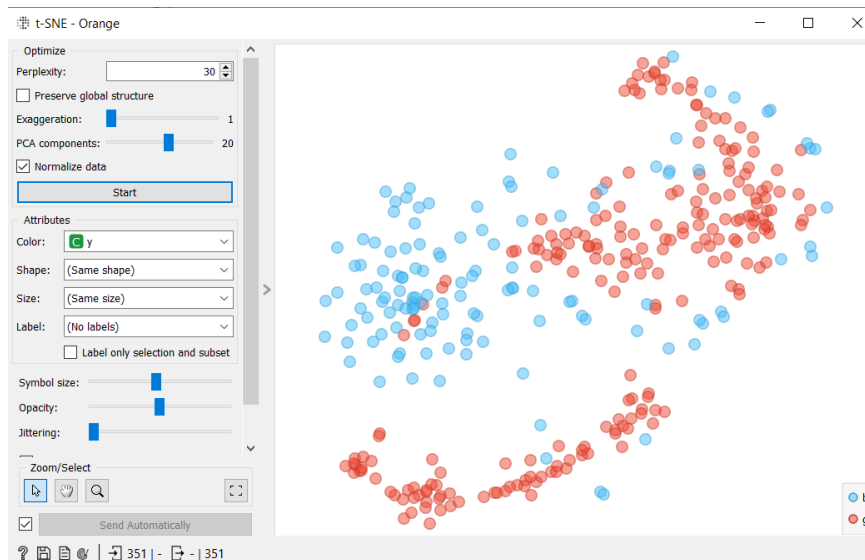 t-SNE - Orange
Optimize
Perplexity: 30
Preserve global structure
Exaggeration: 1
PCA components: 20
Normalize data
Start
Attributes
Color: C y
Shape: (Same shape)
Size: (Same size)
Label: (No labels)
Label only selection and subset
Symbol size:
Opacity:
Jittering:
Zoom/Select
b
g
Send Automatically
? 351 | - - | 351